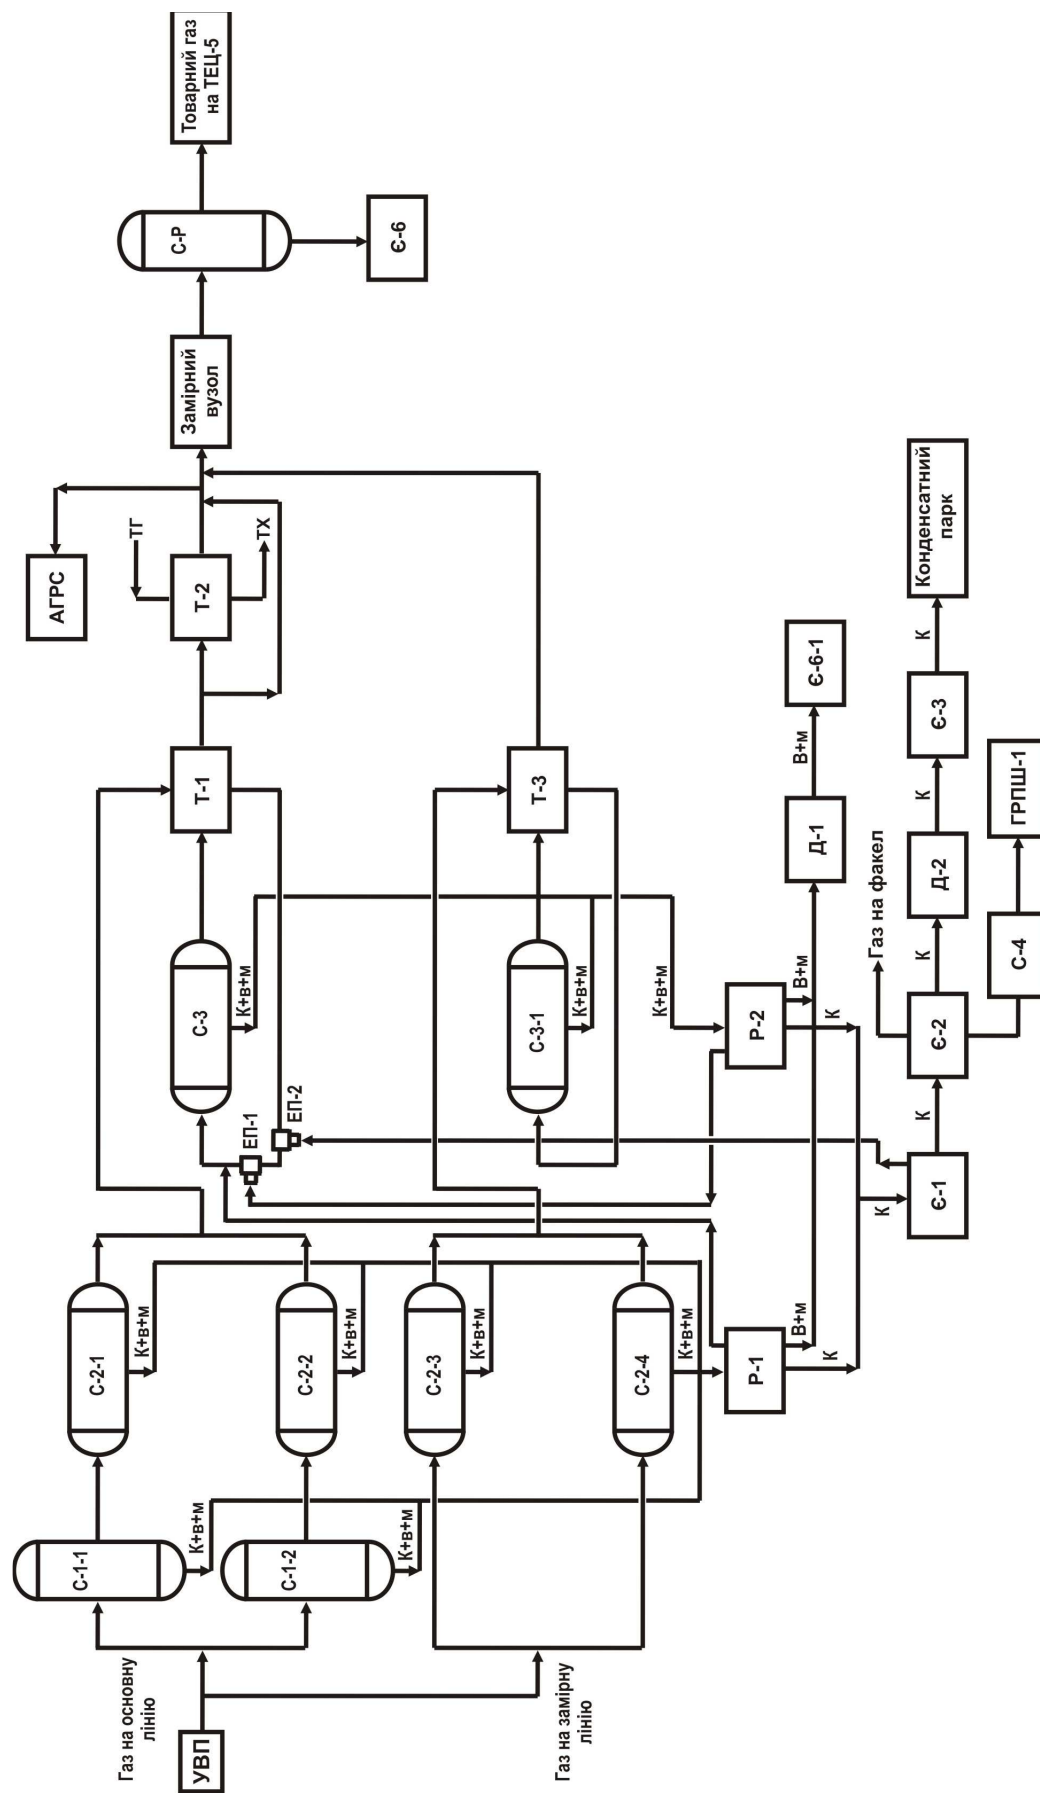 УВП
Газ на основну
лінію
Газ на замірну
лінію
С-1-1
К+в+м
С-1-2
К+в+м
С-2-1
К+в+м
С-2-2
К+в+м
С-2-3
К+в+м
С-2-4
К+в+м
Р-1
В+м
К
ЕП-1
ЕП-2
С-3
К+в+м
С-3-1
К+в+м
К+в+м
Р-2
В+м
К
Т-1
Т-3
Т-2
ТГ
ТХ
АГРС
Замірний
вузол
С-Р
Є-6
Товарний газ
на ТЕЦ-5
Д-1
В+м
Є-6-1
К
Є-1
К
Є-2
Газ на факел
К
Д-2
К
Є-3
К
Конденсатний
парк
С-4
ГРПШ-1